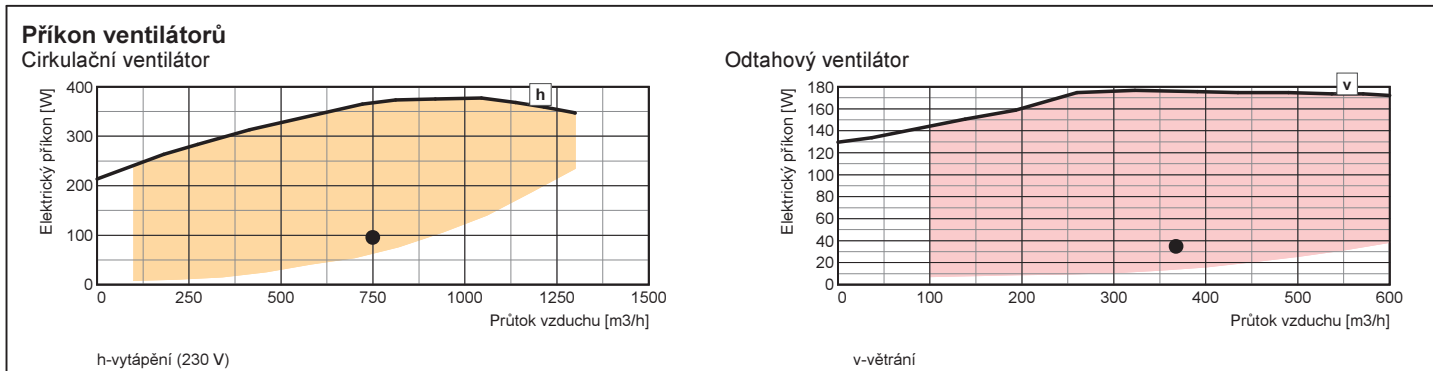 Příkon ventilátorů
Cirkulační ventilátor
Elektrický příkon [W]
400
300
200
100
0
h
0 250 500 750 1000 1250 1500
Průtok vzduchu [m3/h]
h-vytápění (230 V)
Odtahový ventilátor
Elektrický příkon [W]
180
160
140
120
100
80
60
40
20
0
v
0 100 200 300 400 500 600
Průtok vzduchu [m3/h]
v-větrání